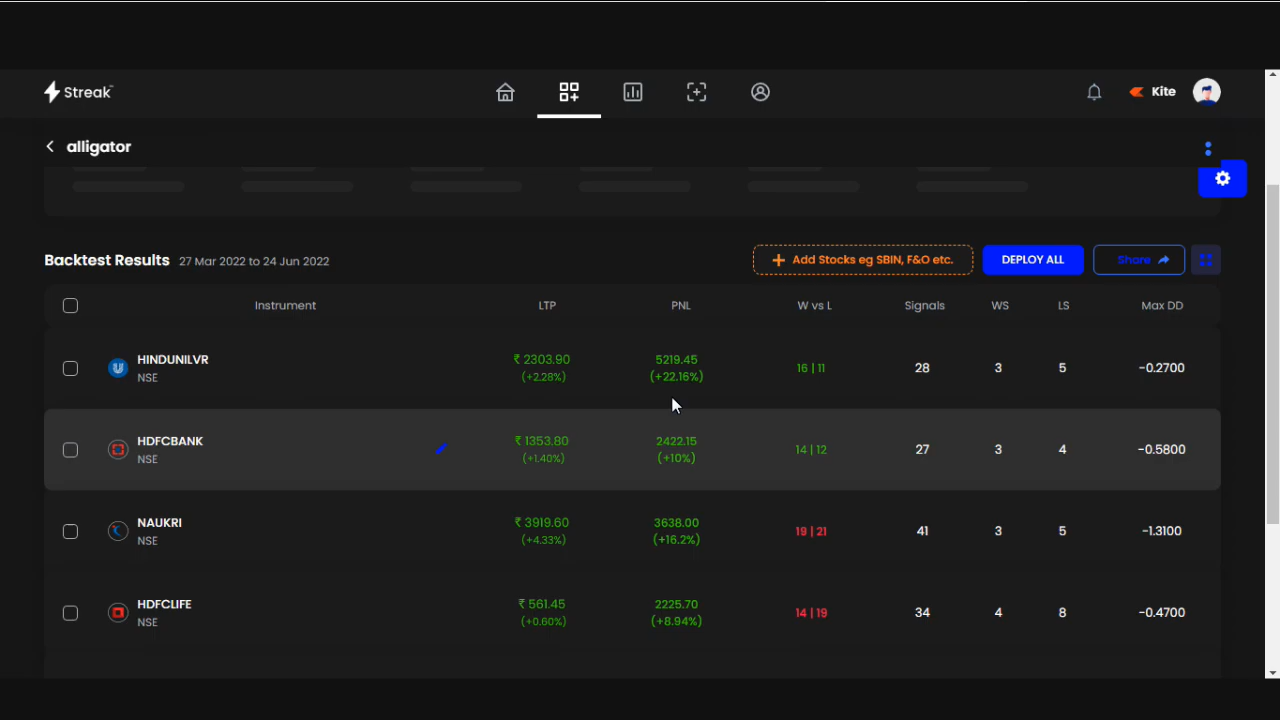 Streak
Kite
alligator
Backtest Results 27 Mar 2022 to 24 Jun 2022
+ Add Stocks eg SBIN, F&O etc.
DEPLOY ALL
Share
Instrument LTP PNL W vs L Signals WS LS Max DD
HINDUNILVR ₹ 2303.90 5219.45 16 | 11 28 3 5 -0.2700
NSE (+2.28%) (+22.16%)
HDFCBANK ₹ 1353.80 2422.15 14 | 12 27 3 4 -0.5800
NSE (+1.40%) (+10%)
NAUKRI ₹ 3919.60 3638.00 19 | 21 41 3 5 -1.3100
NSE (+4.33%) (+16.2%)
HDFCLIFE ₹ 561.45 2225.70 14 | 19 34 4 8 -0.4700
NSE (+0.60%) (+8.94%)